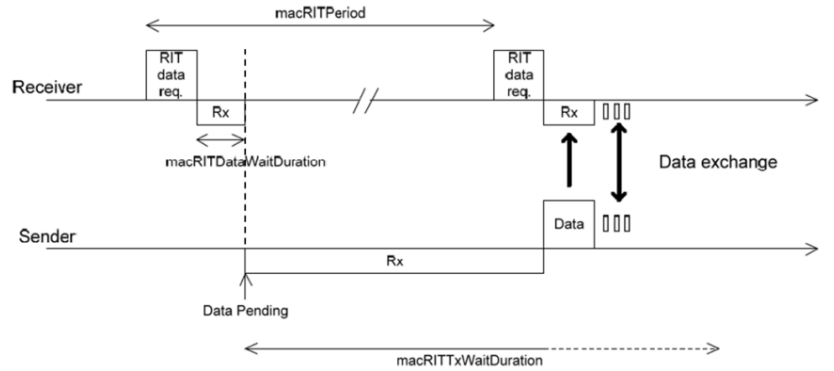 macRITPeriod
RIT
data
req.
RIT
data
req.
Receiver
Rx
Rx
macRITDataWaitDuration
Data exchange
Sender
Data
Rx
Data Pending
macRITTxWaitDuration